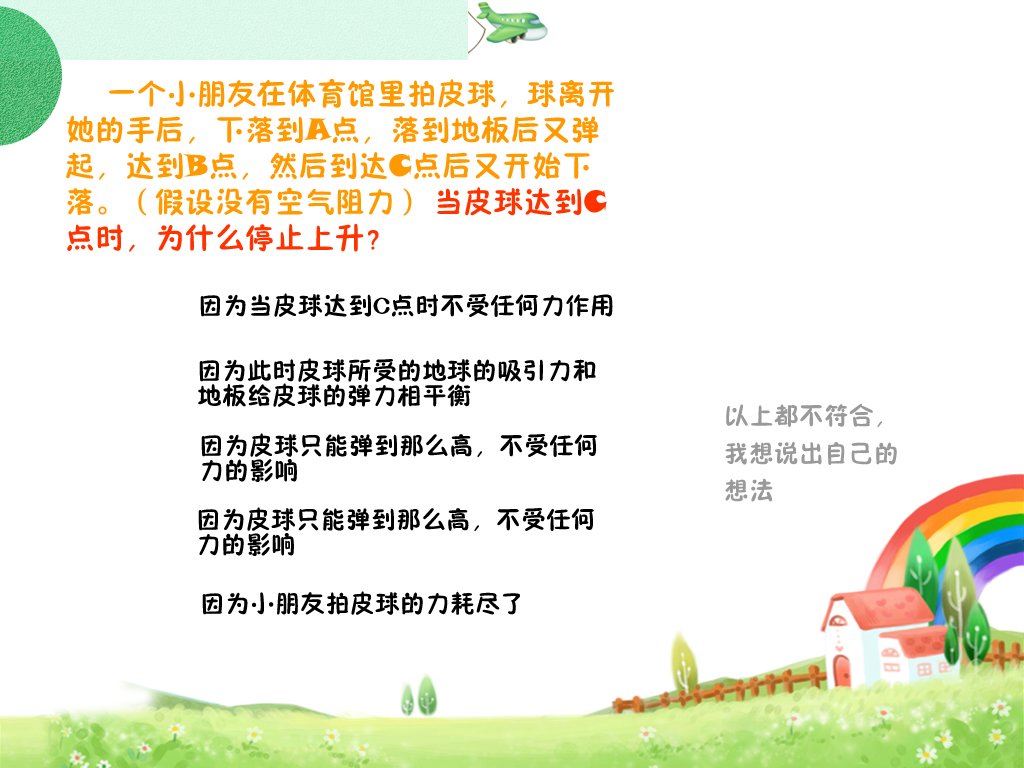 一个小朋友在体育馆里拍皮球，球离开
她的手后，下落到A点，落到地板后又弹
起，达到B点，然后到达C点后又开始下
落。（假设没有空气阻力）当皮球达到C
点时，为什么停止上升?
因为当皮球达到C点时不受任何力作用
因为此时皮球所受的地球的吸引力和
地板给皮球的弹力相平衡
因为皮球只能弹到那么高，不受任何
力的影响
因为皮球只能弹到那么高，不受任何
力的影响
因为小朋友拍皮球的力耗尽了
以上都不符合，
我想说出自己的
想法